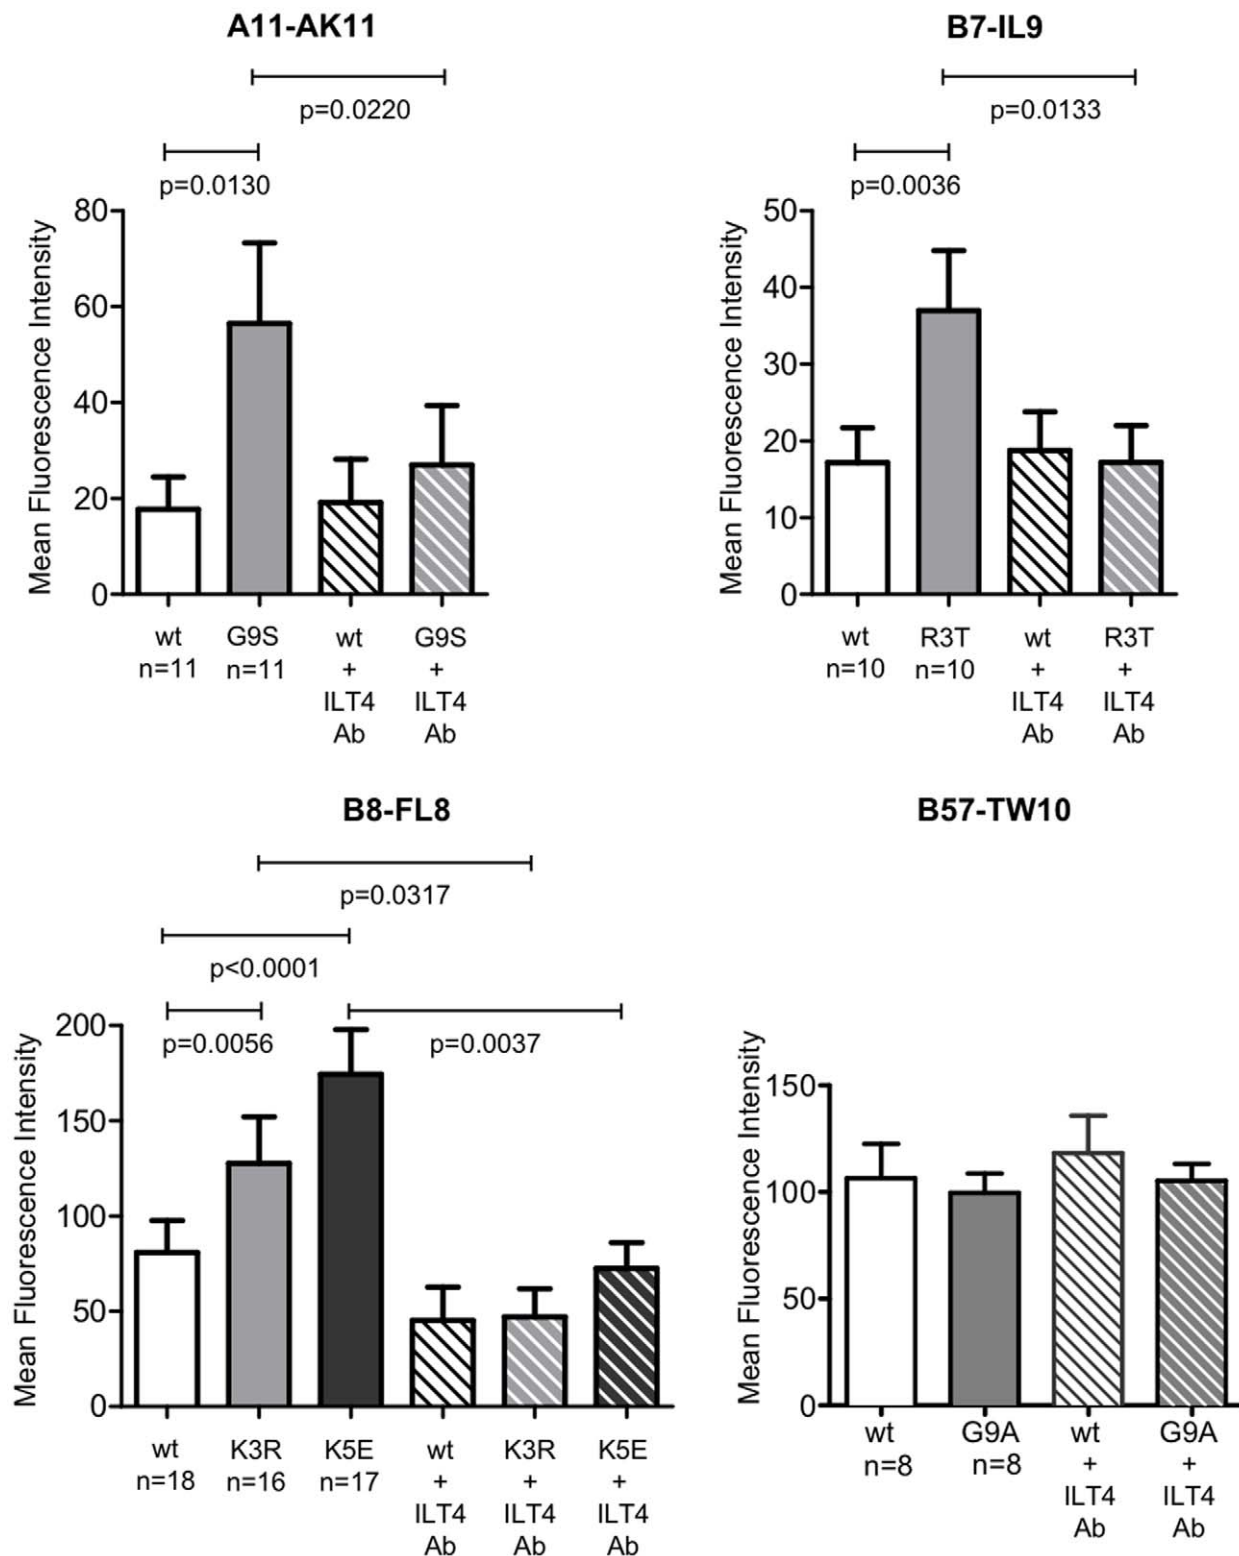 A11-AK11
p=0.0220
p=0.0130
Mean Fluorescence Intensity
80
60
40
20
0
wt G9S wt G9S
n=11 n=11 + +
ILT4 ILT4
Ab Ab
B7-IL9
p=0.0133
p=0.0036
Mean Fluorescence Intensity
50
40
30
20
10
0
wt R3T wt R3T
n=10 n=10 + +
ILT4 ILT4
Ab Ab
B8-FL8
p=0.0317
p<0.0001
p=0.0056 p=0.0037
Mean Fluorescence Intensity
200
150
100
50
0
wt K3R K5E wt K3R K5E
n=18 n=16 n=17 + + +
ILT4 ILT4 ILT4
Ab Ab Ab
B57-TW10
Mean Fluorescence Intensity
150
100
50
0
wt G9A wt G9A
n=8 n=8 + +
ILT4 ILT4
Ab Ab